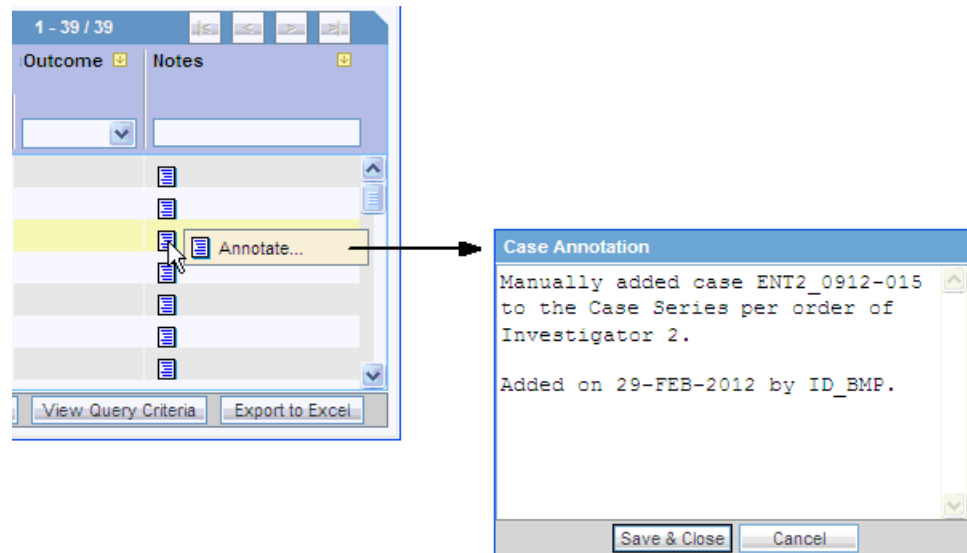 1 - 39 / 39
Outcome Notes
Annotate...
View Query Criteria Export to Excel
Case Annotation
Manually added case ENT2_0912-015
to the Case Series per order of
Investigator 2.
Added on 29-FEB-2012 by ID_BMP.
Save & Close Cancel